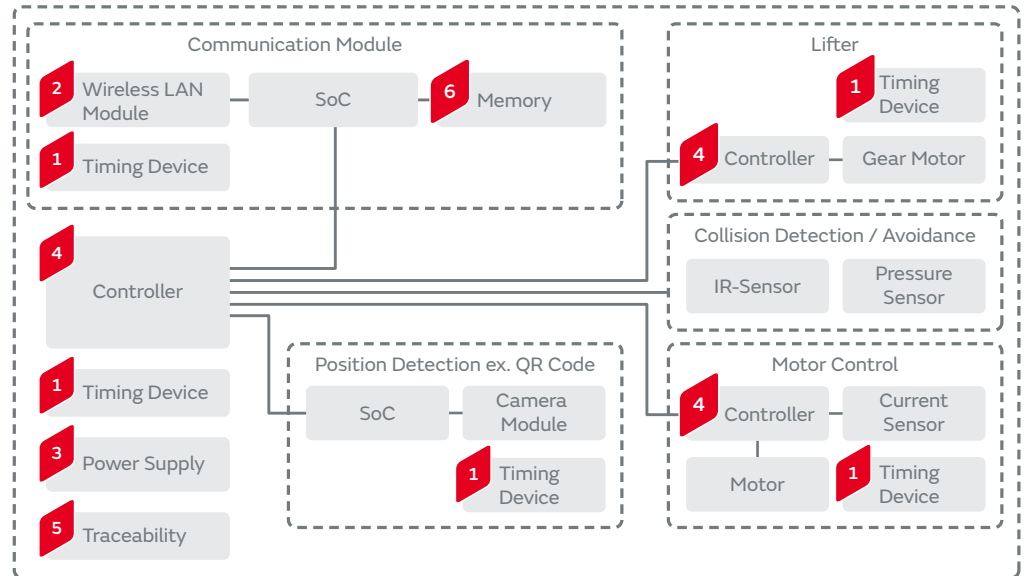 Communication Module
2
Wireless LAN
Module
SoC
6
Memory
1
Timing Device
Lifter
1
Timing
Device
4
Controller
Gear Motor
4
Controller
Collision Detection / Avoidance
IR-Sensor
Pressure
Sensor
Position Detection ex. QR Code
SoC
Camera
Module
1
Timing
Device
Motor Control
4
Controller
Current
Sensor
Motor
1
Timing
Device
1
Timing Device
3
Power Supply
5
Traceability